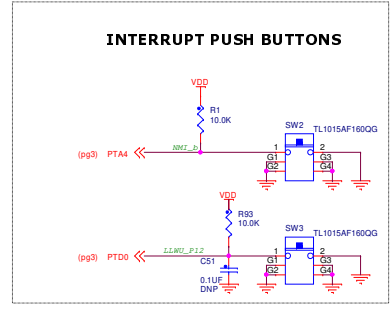 INTERRUPT PUSH BUTTONS
VDD
R1
10.0K
SW2
TL1015AF160QG
(pg3) PTA4
NMI_b
1
2
G1
G2
G3
G4
VDD
R93
10.0K
SW3
TL1015AF160QG
(pg3) PTD0
LLWU_P12
1
2
G1
G2
G3
G4
C51
0.1UF
DNP